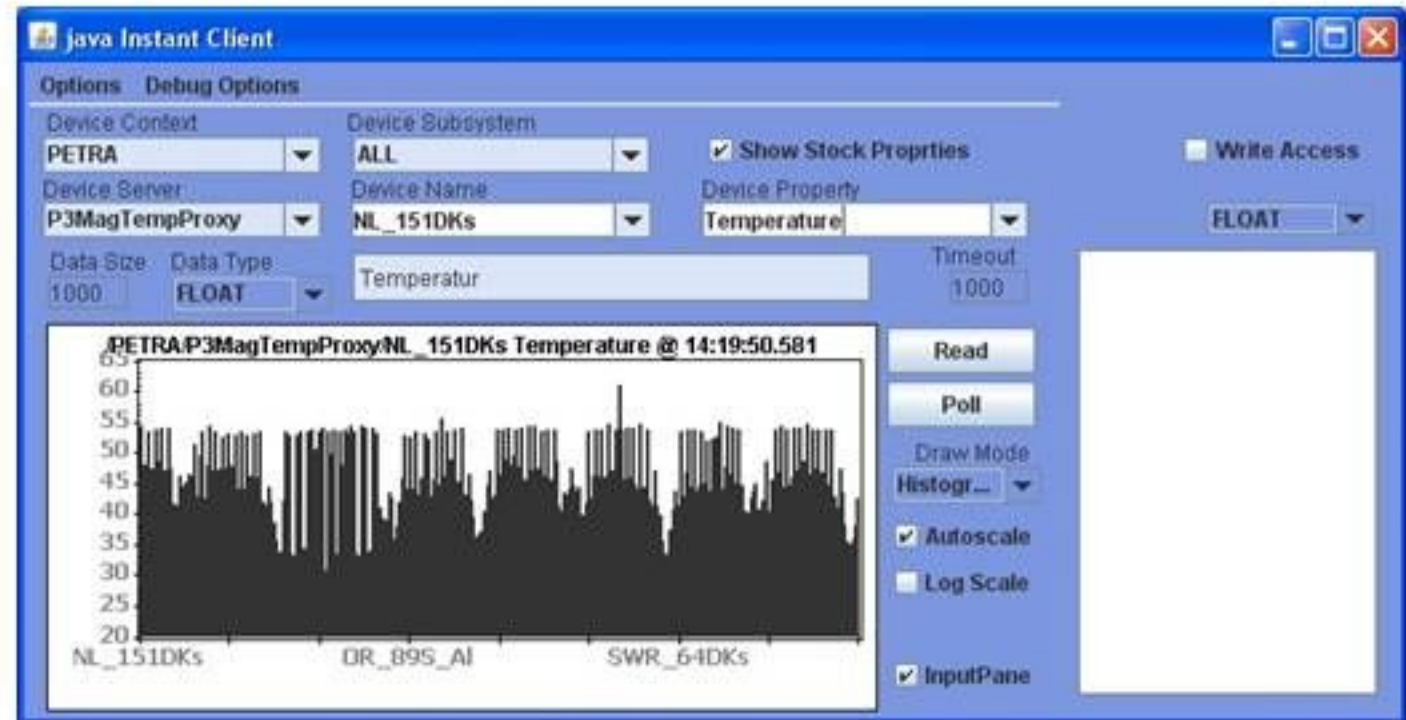 java Instant Client
Options Debug Options
Device Context Device Subsystem
PETRA ALL Show Stock Proprties Write Access
Device Server Device Name Device Property
P3MagTempProxy NL_151DKs Temperature FLOAT
Data Size Data Type Timeout
1000 FLOAT Temperatur 1000
/PETRA/P3MagTempProxy/NL_151DKs Temperature @ 14:19:50.581
Read
65
60
Poll
55
50
Draw Mode
45
Histogr...
40
35
Autoscale
30
Log Scale
25
20
NL_151DKs OR_89S_AI SWR_64DKs
InputPane